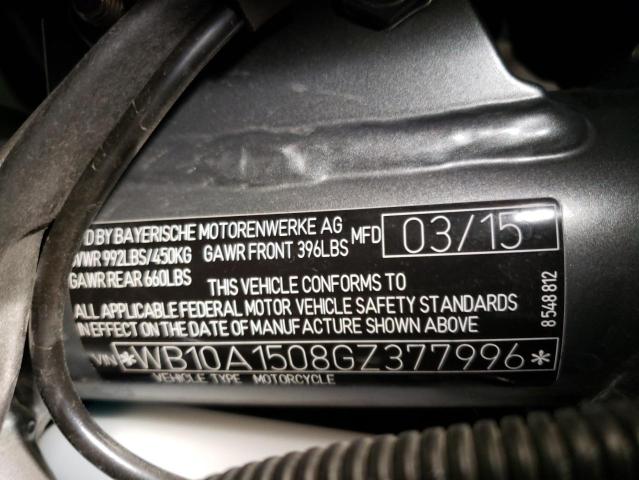 D BY BAYERISCHE MOTORENWERKE AG MFD 03/15
VWR 992LBS/450KG GAWR FRONT 396LBS
GAWR REAR 660LBS THIS VEHICLE CONFORMS TO
ALL APPLICABLE FEDERAL MOTOR VEHICLE SAFETY STANDARDS
IN EFFECT ON THE DATE OF MANUFACTURE SHOWN ABOVE
VIN *WB10A1508GZ377996*
VEHICLE TYPE MOTORCYCLE
8548812